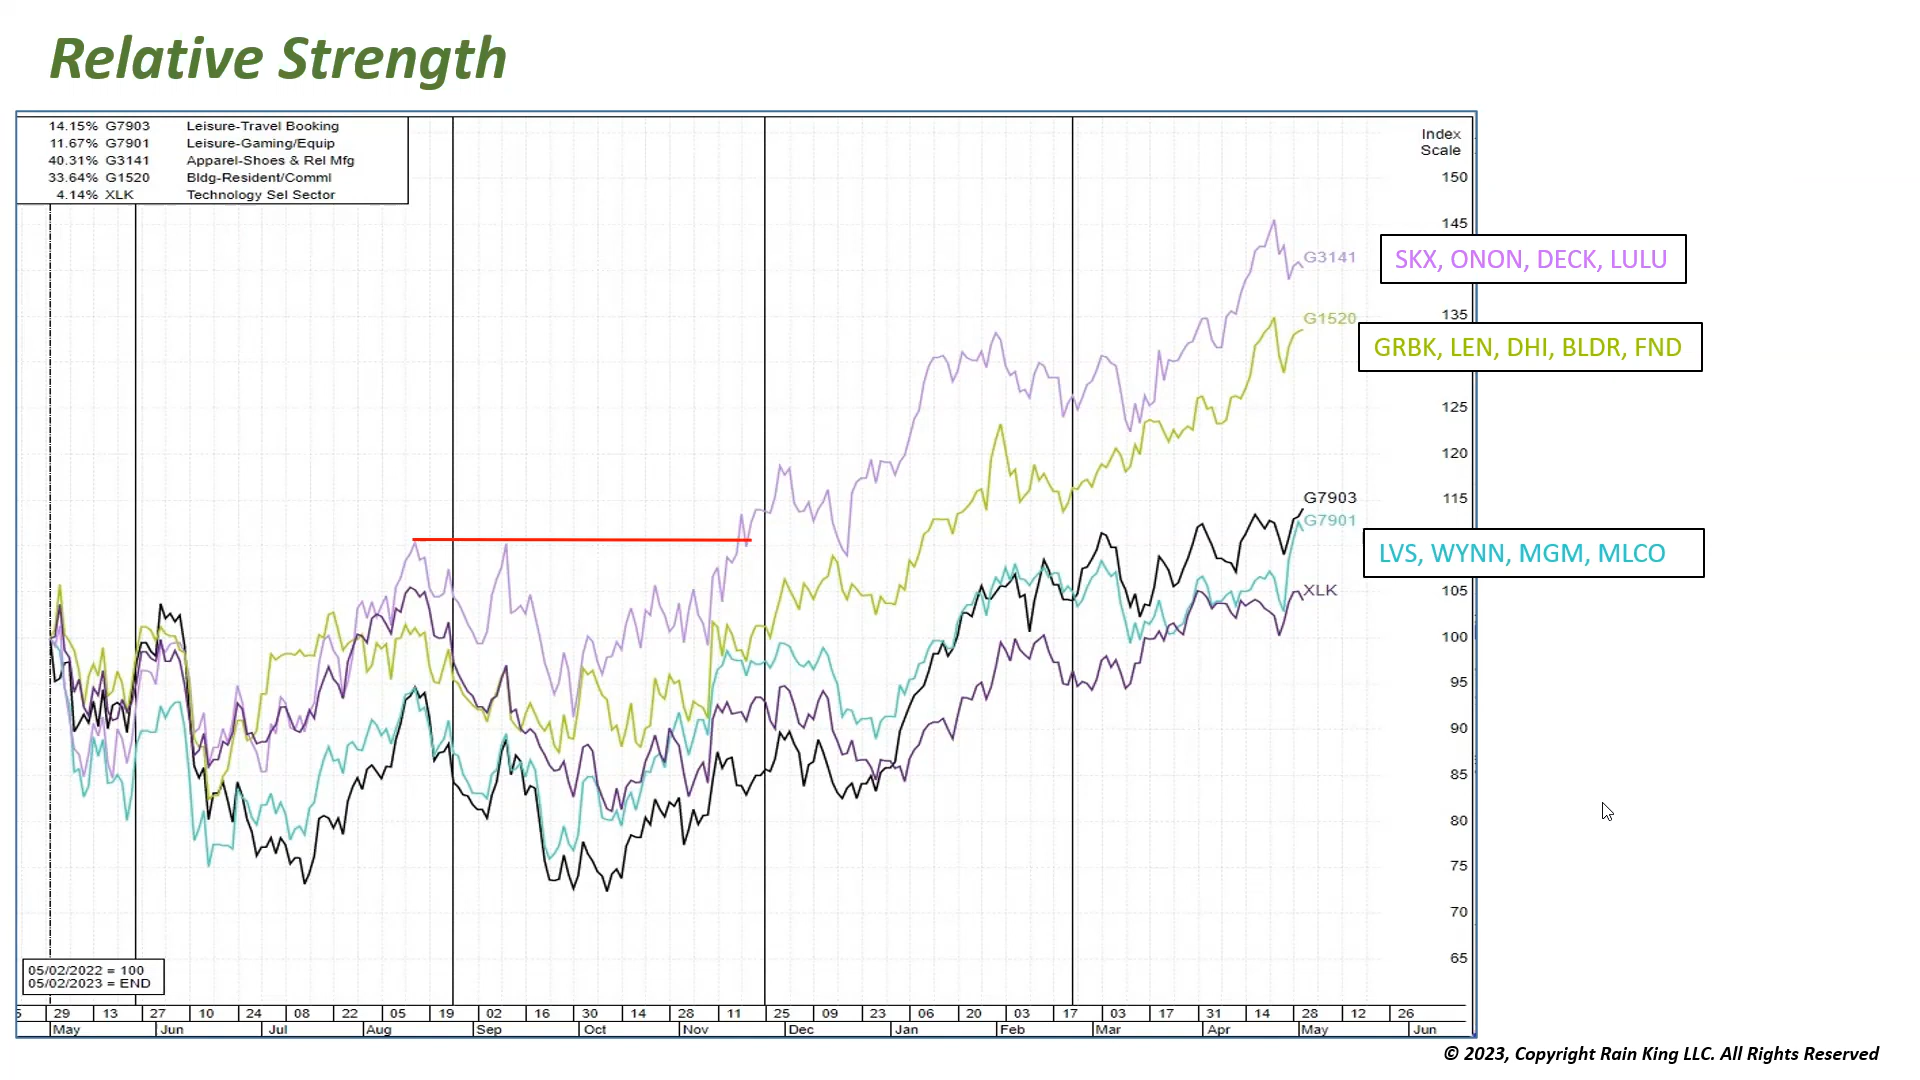 Relative Strength
14.15% G7903 Leisure-Travel Booking
11.67% G7901 Leisure-Gaming/Equip
40.31% G3141 Apparel-Shoes & Rel Mfg
33.64% G1520 Bldg-Resident/Comml
4.14% XLK Technology Sel Sector
Index
Scale
150
145
135
125
120
115
105
100
95
90
85
80
75
70
65
G3141
G1520
G7903
G7901
XLK
SKX, ONON, DECK, LULU
GRBK, LEN, DHI, BLDR, FND
LVS, WYNN, MGM, MLCO
05/02/2022 = 100
05/02/2023 = END
29 13 27 10 24 08 22 05 19 02 16 30 14 28 11 25 09 23 06 20 03 17 03 17 31 14 28 12 26
May Jun Jul Aug Sep Oct Nov Dec Jan Feb Mar Apr May Jun
© 2023, Copyright Rain King LLC. All Rights Reserved